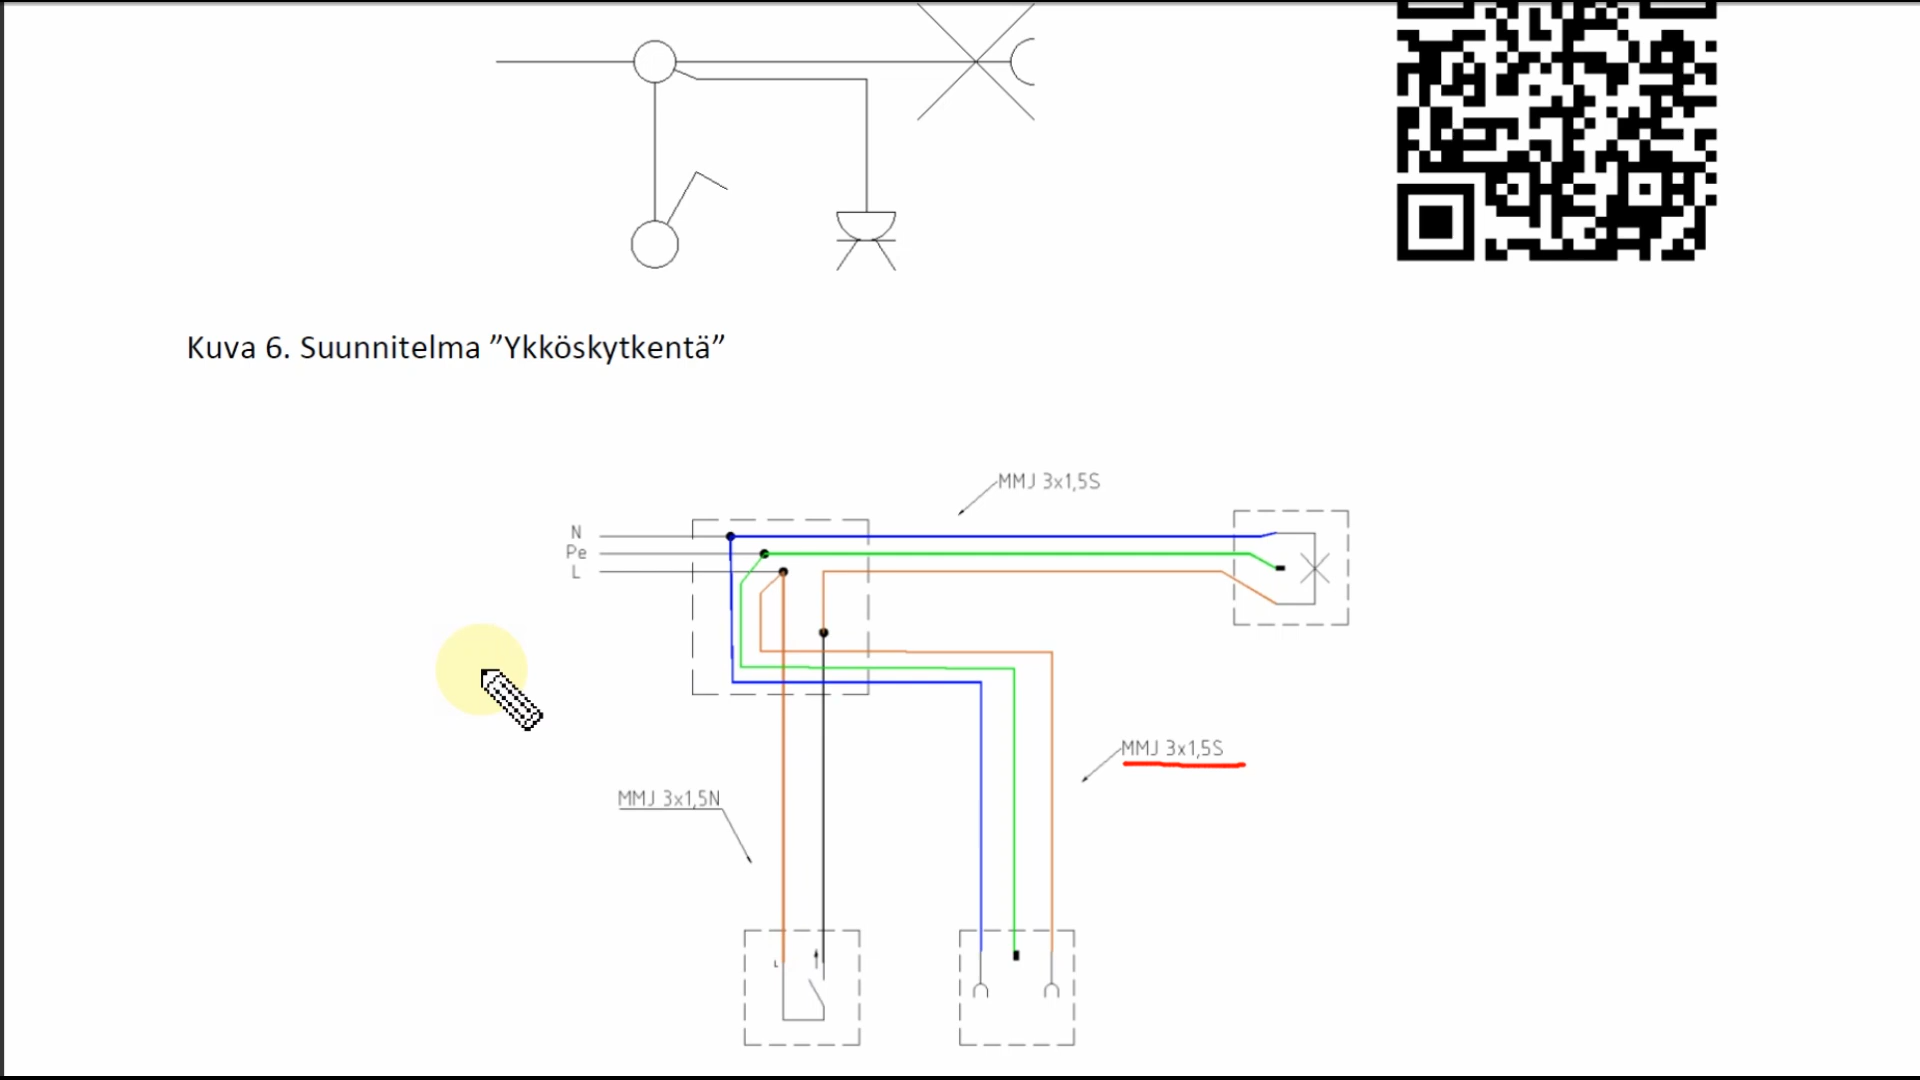 Kuva 6. Suunnitelma ”Ykköskytkentä”
MMJ 3x1,5S
N
Pe
L
MMJ 3x1,5S
MMJ 3x1,5N
L